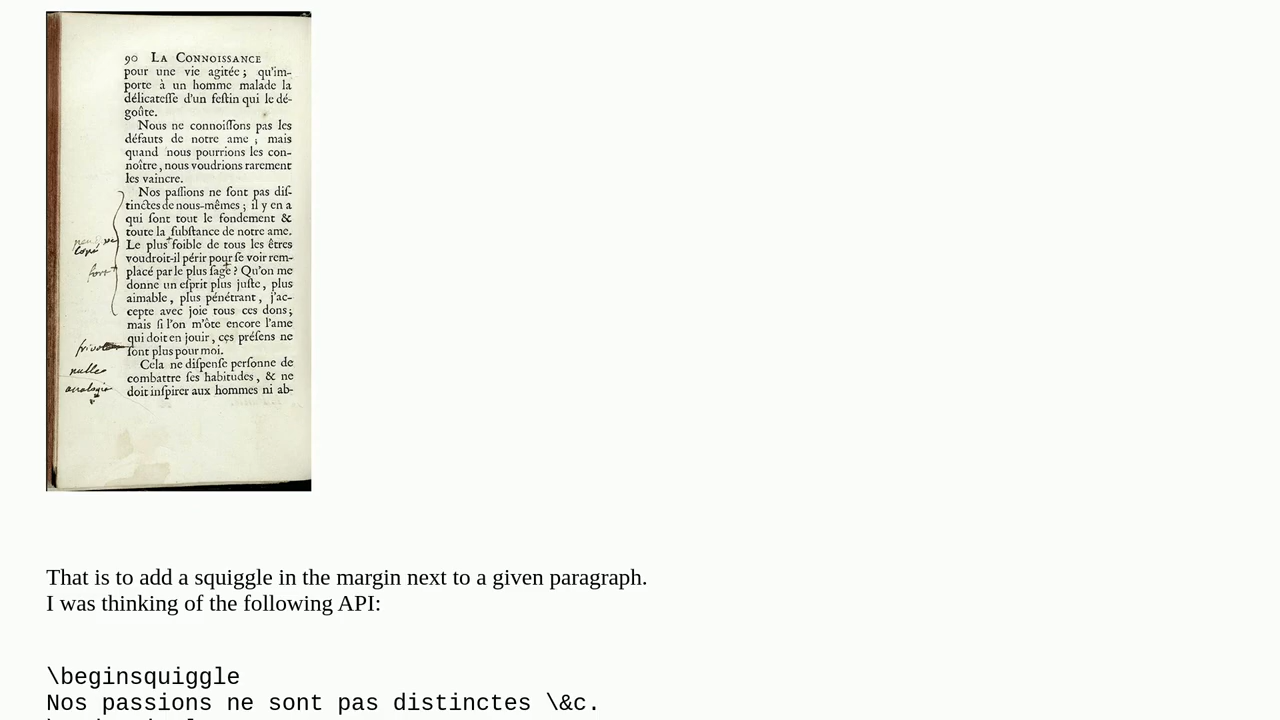 90 La Connoissance
pour une vie agitée ; qu'im-
porte à un homme malade la
délicatesse d'un festin qui le dé-
goûte.
Nous ne connoissons pas les
défauts de notre ame ; mais
quand nous pourrions les con-
noître, nous voudrions rarement
les vaincre.
Nos passions ne sont pas dis-
tinctes de nous-mêmes ; il y en a
qui sont tout le fondement &
toute la substance de notre ame.
Le plus foible de tous les êtres
voudroit-il périr pour se voir rem-
placé par le plus sage ? Qu'on me
donne un esprit plus juste, plus
aimable, plus pénétrant, j'ac-
cepte avec joie tous ces dons ;
mais si l'on m'ôte encore l'ame
qui doit en jouir, ces présens ne
sont plus pour moi.
Cela ne dispense personne de
combattre ses habitudes, & ne
doit inspirer aux hommes ni ab-
fort
nulle
analogie
That is to add a squiggle in the margin next to a given paragraph.
I was thinking of the following API:
\beginsquiggle
Nos passions ne sont pas distinctes \&c.